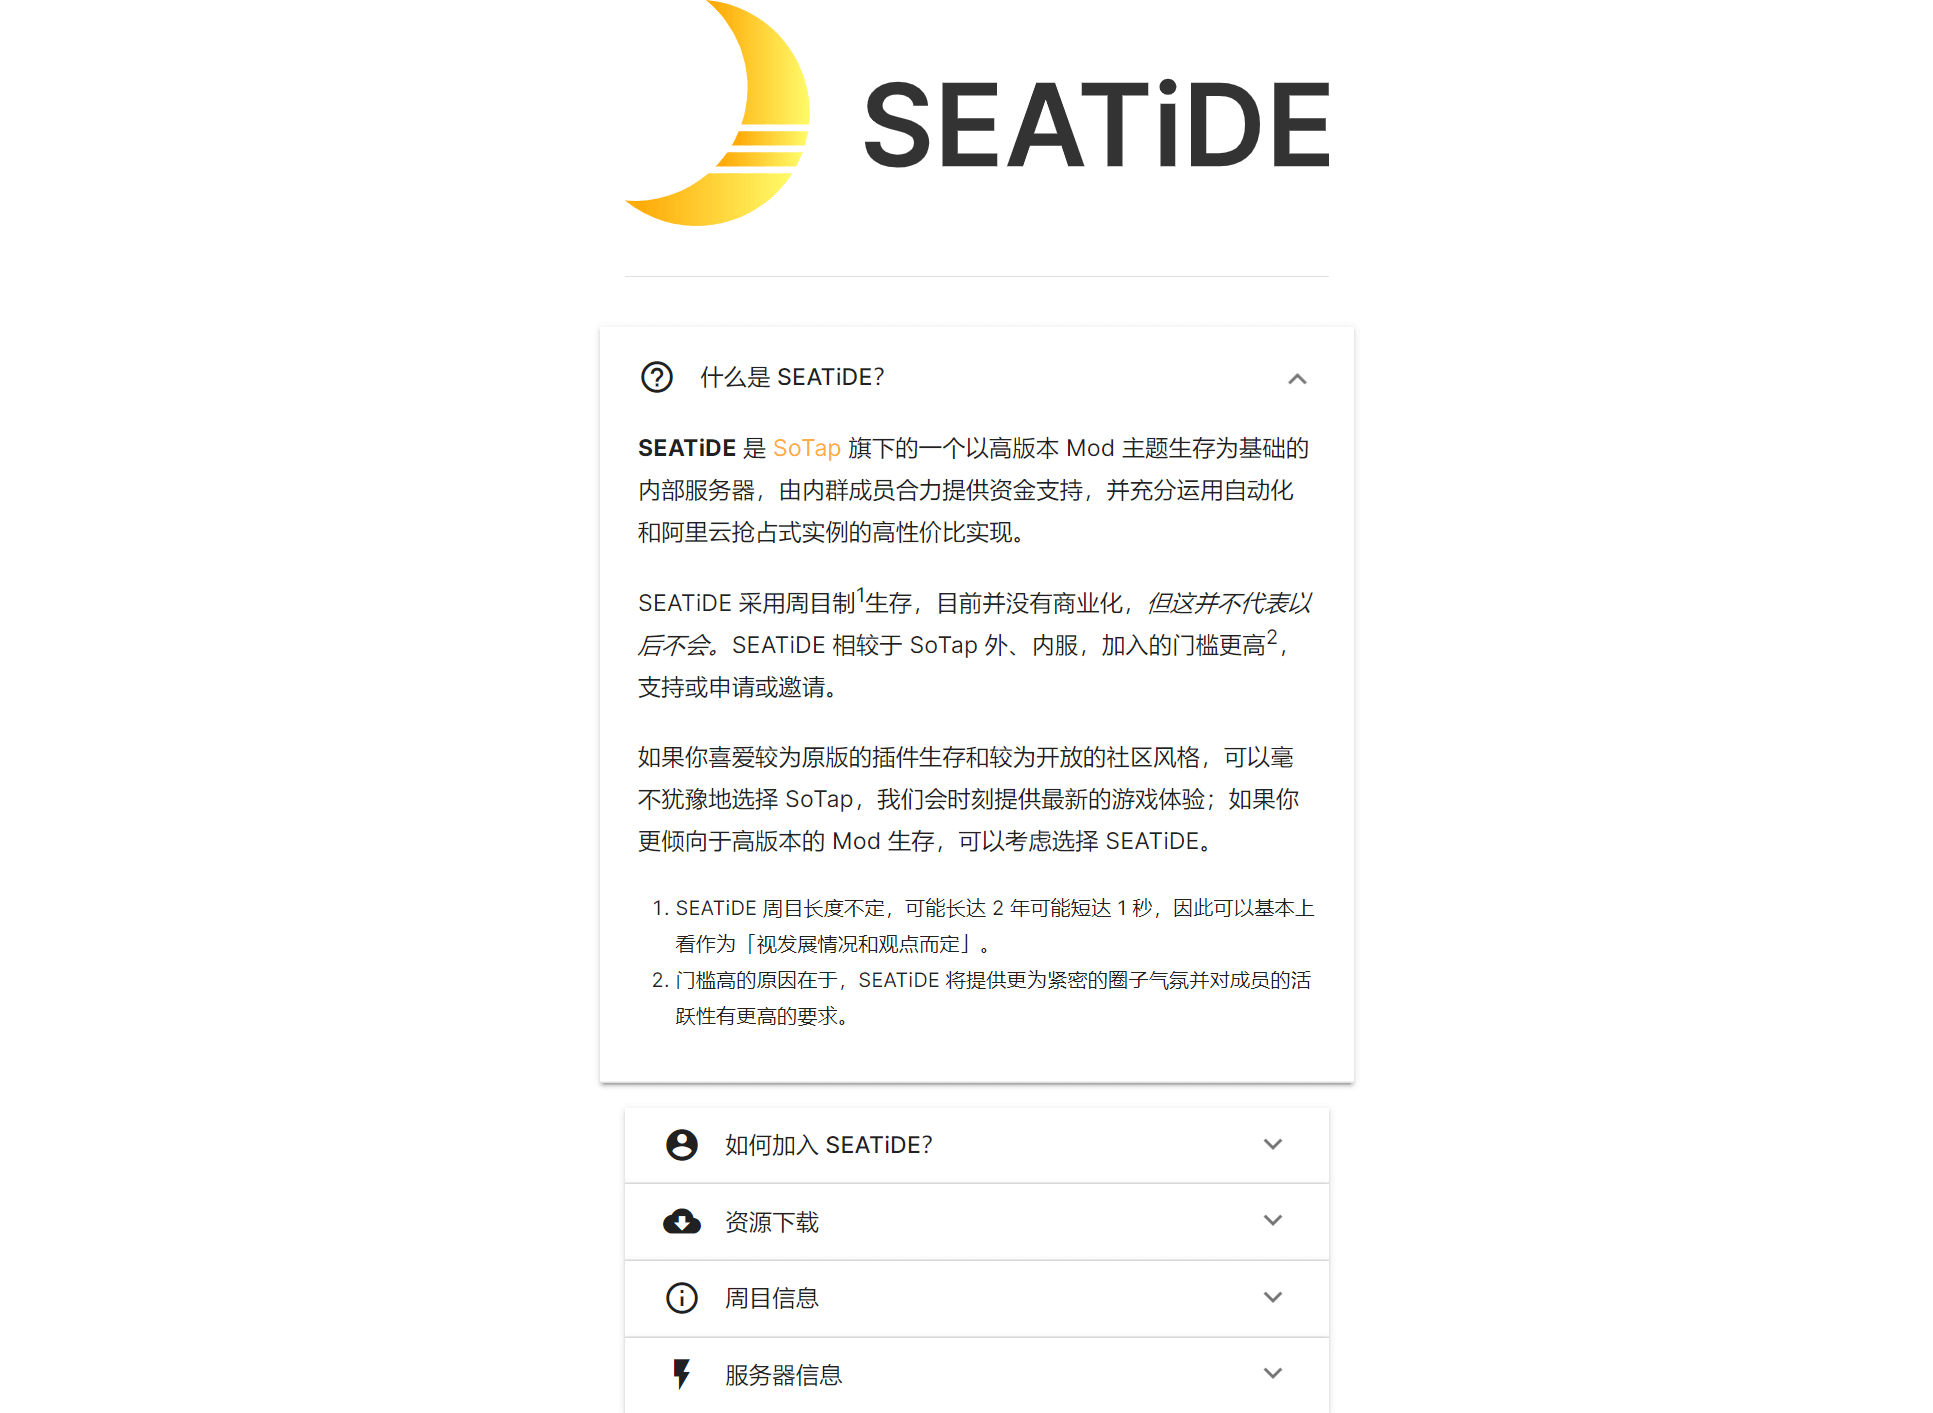 SEATiDE
什么是 SEATiDE？
SEATiDE 是 SoTap 旗下的一个以高版本 Mod 主题生存为基础的
内部服务器，由内群成员合力提供资金支持，并充分运用自动化
和阿里云抢占式实例的高性价比实现。
SEATiDE 采用周目制1生存，目前并没有商业化，但这并不代表以
后不会。SEATiDE 相较于 SoTap 外、内服，加入的门槛更高2，
支持或申请或邀请。
如果你喜爱较为原版的插件生存和较为开放的社区风格，可以毫
不犹豫地选择 SoTap，我们会时刻提供最新的游戏体验；如果你
更倾向于高版本的 Mod 生存，可以考虑选择 SEATiDE。
1. SEATiDE 周目长度不定，可能长达 2 年可能短达 1 秒，因此可以基本上
看作为「视发展情况和观点而定」。
2. 门槛高的原因在于，SEATiDE 将提供更为紧密的圈子气氛并对成员的活
跃性有更高的要求。
如何加入 SEATiDE？
资源下载
周目信息
服务器信息